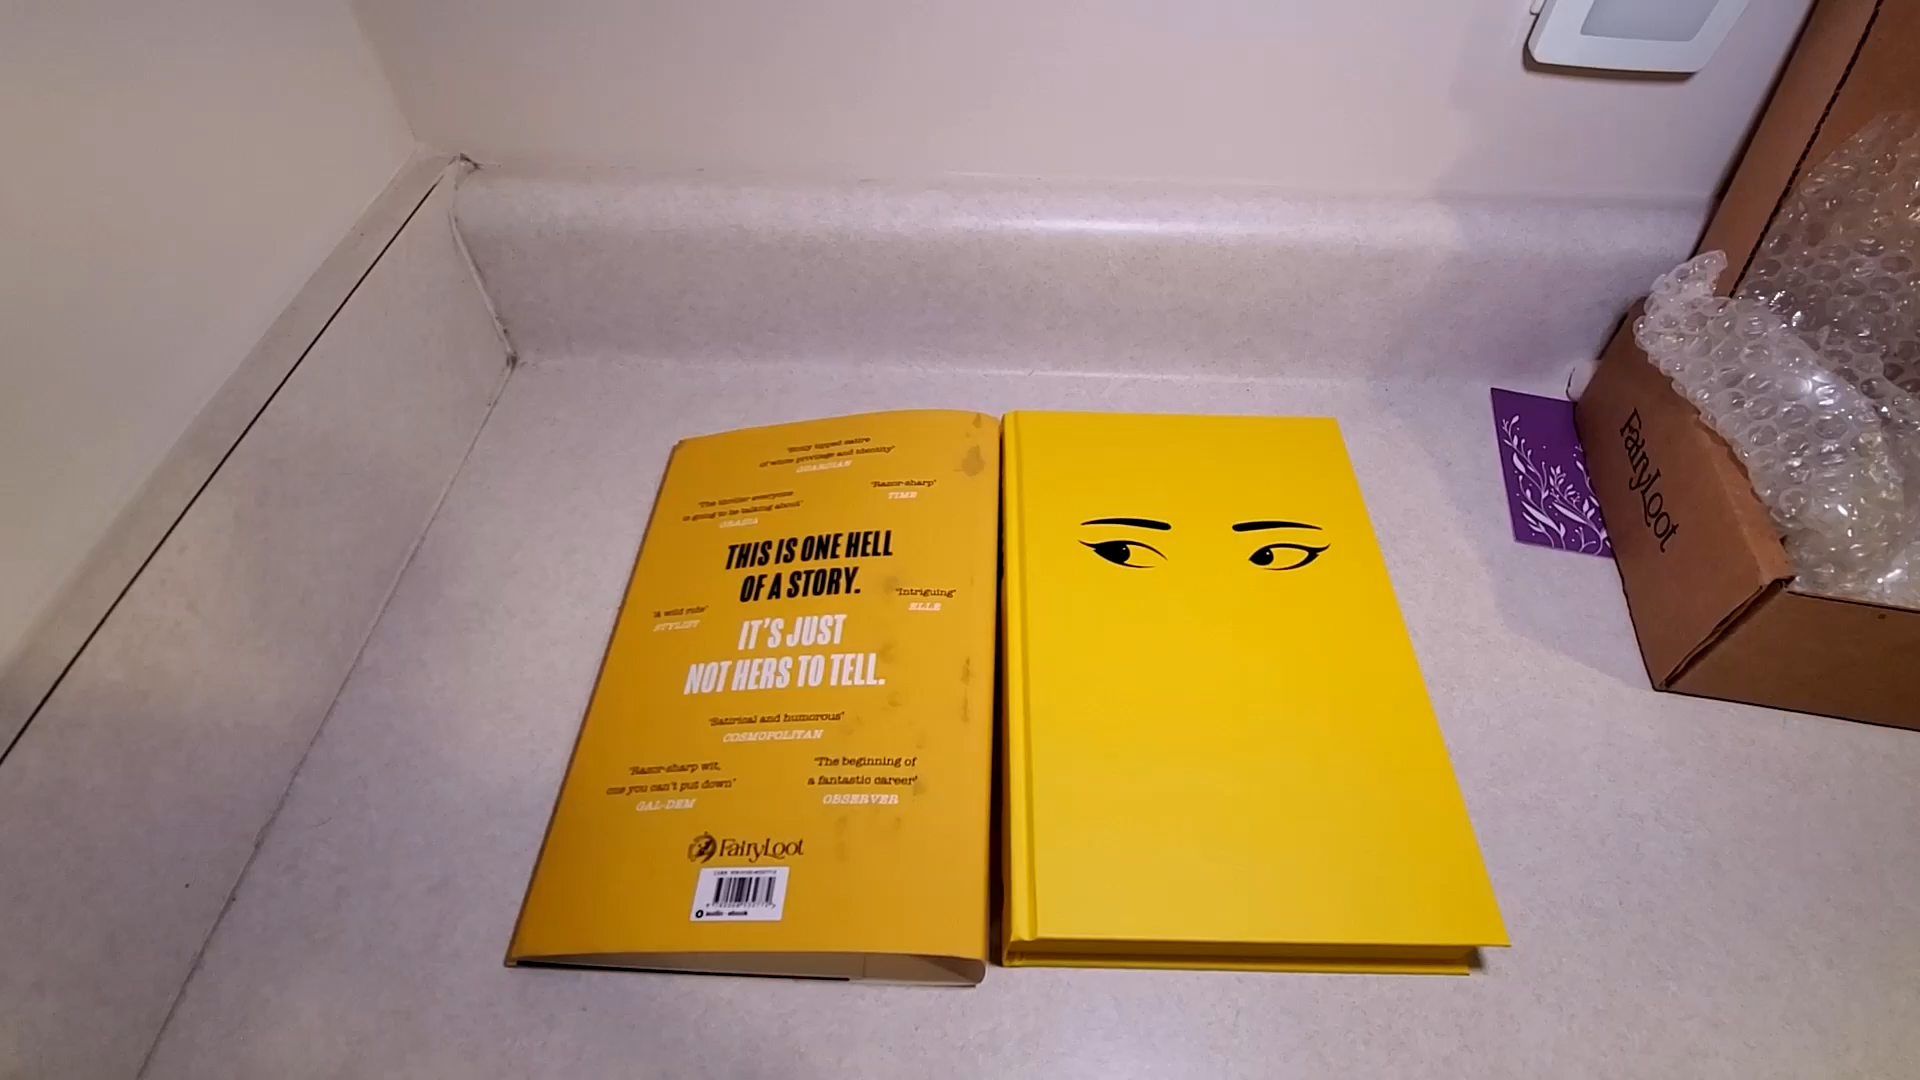 'Nimbly tipped satire
of white privilege and identity'
GUARDIAN
'Razor-sharp'
TIME
'The thriller everyone
is going to be talking about'
GRAZIA
THIS IS ONE HELL
OF A STORY.
'Intriguing'
ELLE
'A wild ride'
STYLIST
IT'S JUST
NOT HERS TO TELL.
'Satirical and humorous'
COSMOPOLITAN
'Razor-sharp wit,
one you can't put down'
GAL-DEM
'The beginning of
a fantastic career'
OBSERVER
FairyLoot
audio · ebook
FairyLoot